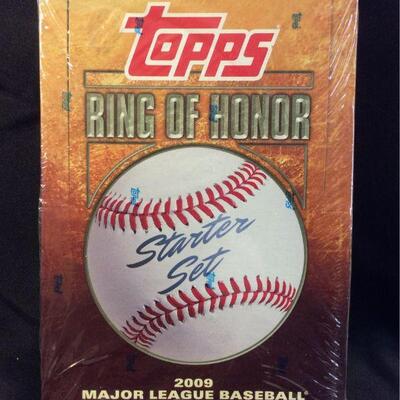 TOPPS
RING OF HONOR
Starter
Set
2009
MAJOR LEAGUE BASEBALL®